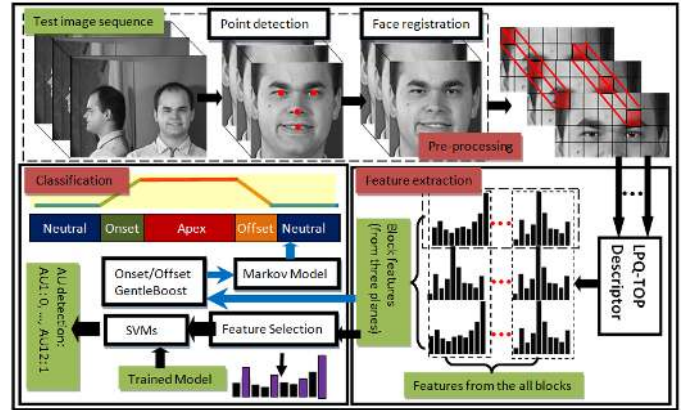 Test image sequence
Point detection
Face registration
Pre-processing
Classification
Neutral
Onset
Apex
Offset
Neutral
Onset/Offset
GentleBoost
Markov Model
AU detection:
AU1:0, ..., AU12:1
SVMs
Feature Selection
Trained Model
Feature extraction
Block features
(from three planes)
...
LPQ-TOP
Descriptor
Features from the all blocks